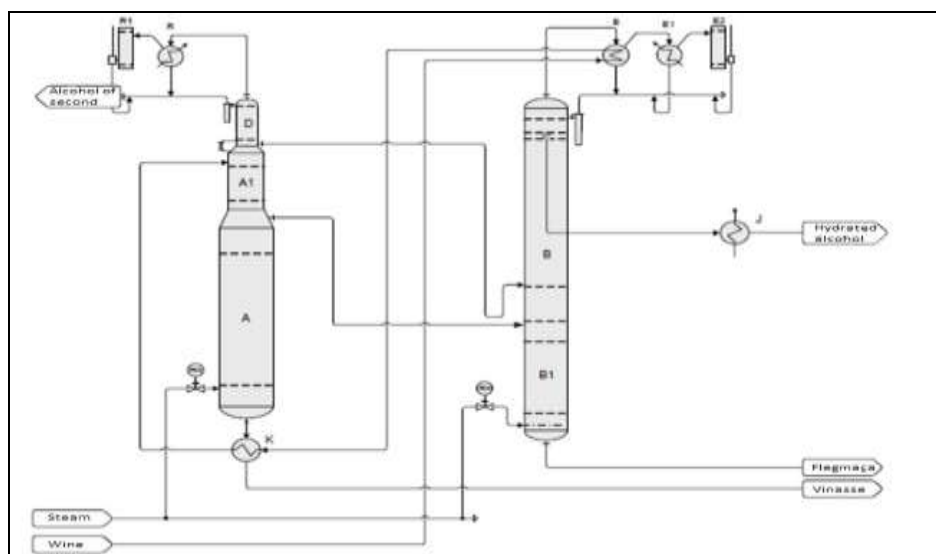 R1
R
E
E1
E2
Alcohol of
second
D
A1
J
Hydrated
alcohol
B
A
B1
K
Flegmaça
Vinasse
Steam
Wine